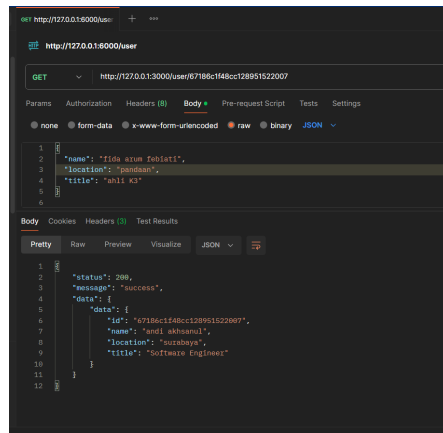 GET http://127.0.0.1:6000/use
http://127.0.0.1:6000/user
GET http://127.0.0.1:3000/user/67186c1f48cc128951522007
Params Authorization Headers (8) Body Pre-request Script Tests Settings
none form-data x-www-form-urlencoded raw binary JSON
1 {
2 "name": "fida arum febiati",
3 "location": "pandaan",
4 "title": "ahli K3"
5 }
6
Body Cookies Headers (3) Test Results
Pretty Raw Preview Visualize JSON
1 {
2 "status": 200,
3 "message": "success",
4 "data": {
5 "data": {
6 "id": "67186c1f48cc128951522007",
7 "name": "andi akhsanul",
8 "location": "surabaya",
9 "title": "Software Engineer"
10 }
11 }
12 }